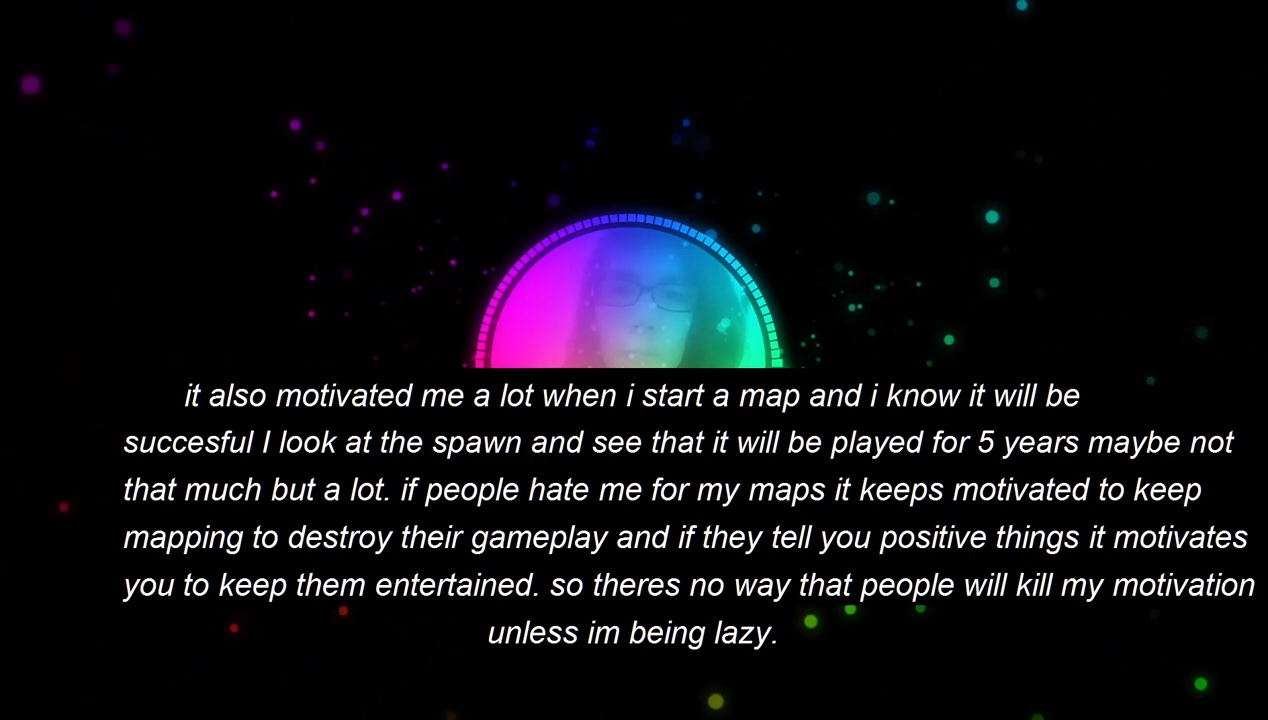 it also motivated me a lot when i start a map and i know it will be
succesful I look at the spawn and see that it will be played for 5 years maybe not
that much but a lot. if people hate me for my maps it keeps motivated to keep
mapping to destroy their gameplay and if they tell you positive things it motivates
you to keep them entertained. so theres no way that people will kill my motivation
unless im being lazy.